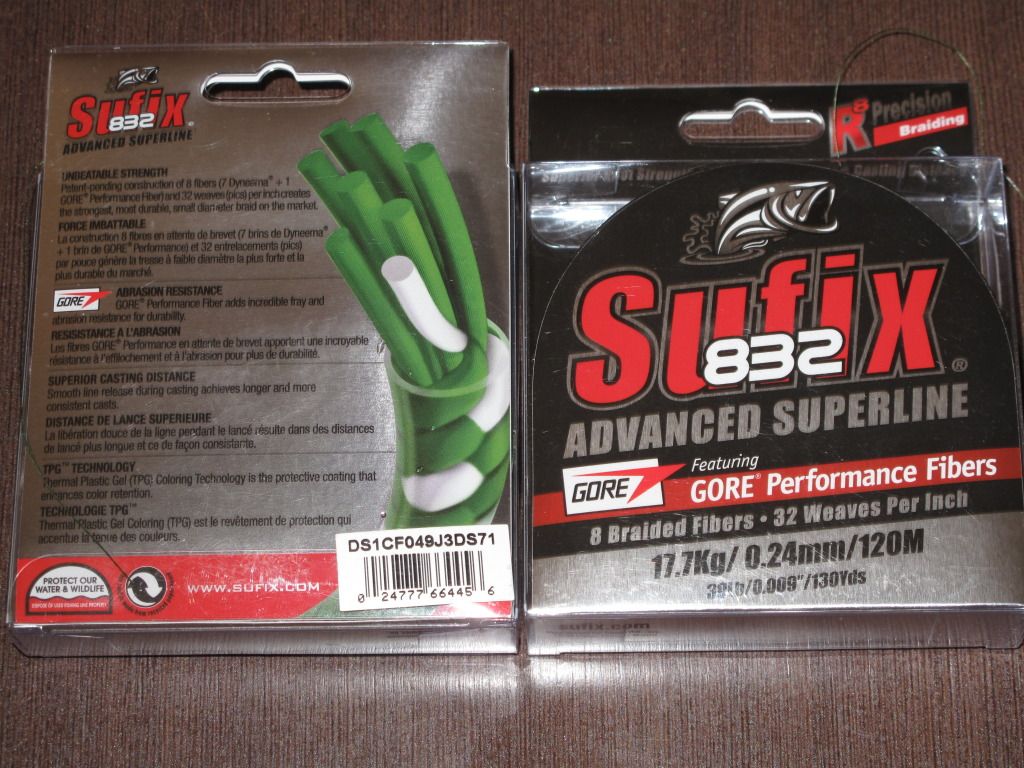 Sufix
832
ADVANCED SUPERLINE
UNBEATABLE STRENGTH
Patent-pending construction of 8 fibers (7 Dyneema® + 1
GORE® Performance Fiber) and 32 weaves (pics) per inch creates
the strongest, most durable, small diameter braid on the market.
FORCE IMBATTABLE
La construction 8 fibres en attente de brevet (7 brins de Dyneema®
+ 1 brin de GORE® Performance) et 32 entrelacements (pics)
par pouce génère la tresse à faible diamètre la plus forte et la
plus durable du marché.
GORE
ABRASION RESISTANCE
GORE® Performance Fiber adds incredible fray and
abrasion resistance for durability.
RESISTANCE A L'ABRASION
Les fibres GORE® Performance en attente de brevet apportent une incroyable
résistance à l'effilochement et à l'abrasion pour plus de durabilité.
SUPERIOR CASTING DISTANCE
Smooth line release during casting achieves longer and more
consistent casts.
DISTANCE DE LANCE SUPERIEURE
La libération douce de la ligne pendant le lancé résulte dans des distances
de lancé plus longue et ce de façon consistante.
TPG™ TECHNOLOGY
Thermal Plastic Gel (TPG) Coloring Technology is the protective coating that
enhances color retention.
TECHNOLOGIE TPG™
Thermal Plastic Gel Coloring (TPG) est le revêtement de protection qui
accentue la tenue des couleurs.
PROTECT OUR
WATER & WILDLIFE
DISPOSE OF USED FISHING LINE PROPERLY
WWW.SUFIX.COM
DS1CF049J3DS71
0 24777 66445 6
R8 Precision
Braiding
Sufix®
832
ADVANCED SUPERLINE
GORE
Featuring
GORE® Performance Fibers
8 Braided Fibers • 32 Weaves Per Inch
17.7Kg/ 0.24mm/120M
39Lb/0.009"/130Yds
sufix.com